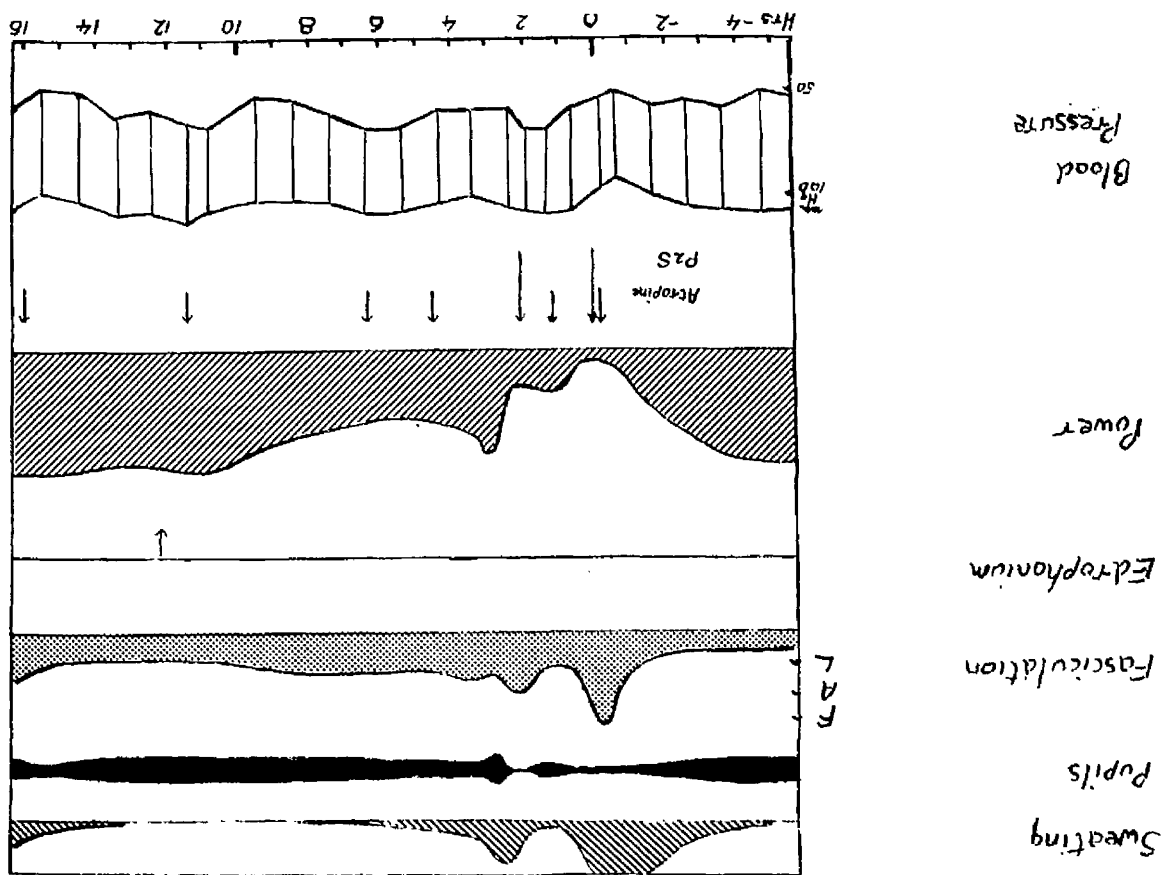 Sweating
Pupils
Fasciculation
F
A
L
Edrophonium
Power
Atropine
P2S
Blood
Pressure
Hg
100
50
Hrs -4 -2 0 2 4 6 8 10 12 14 16